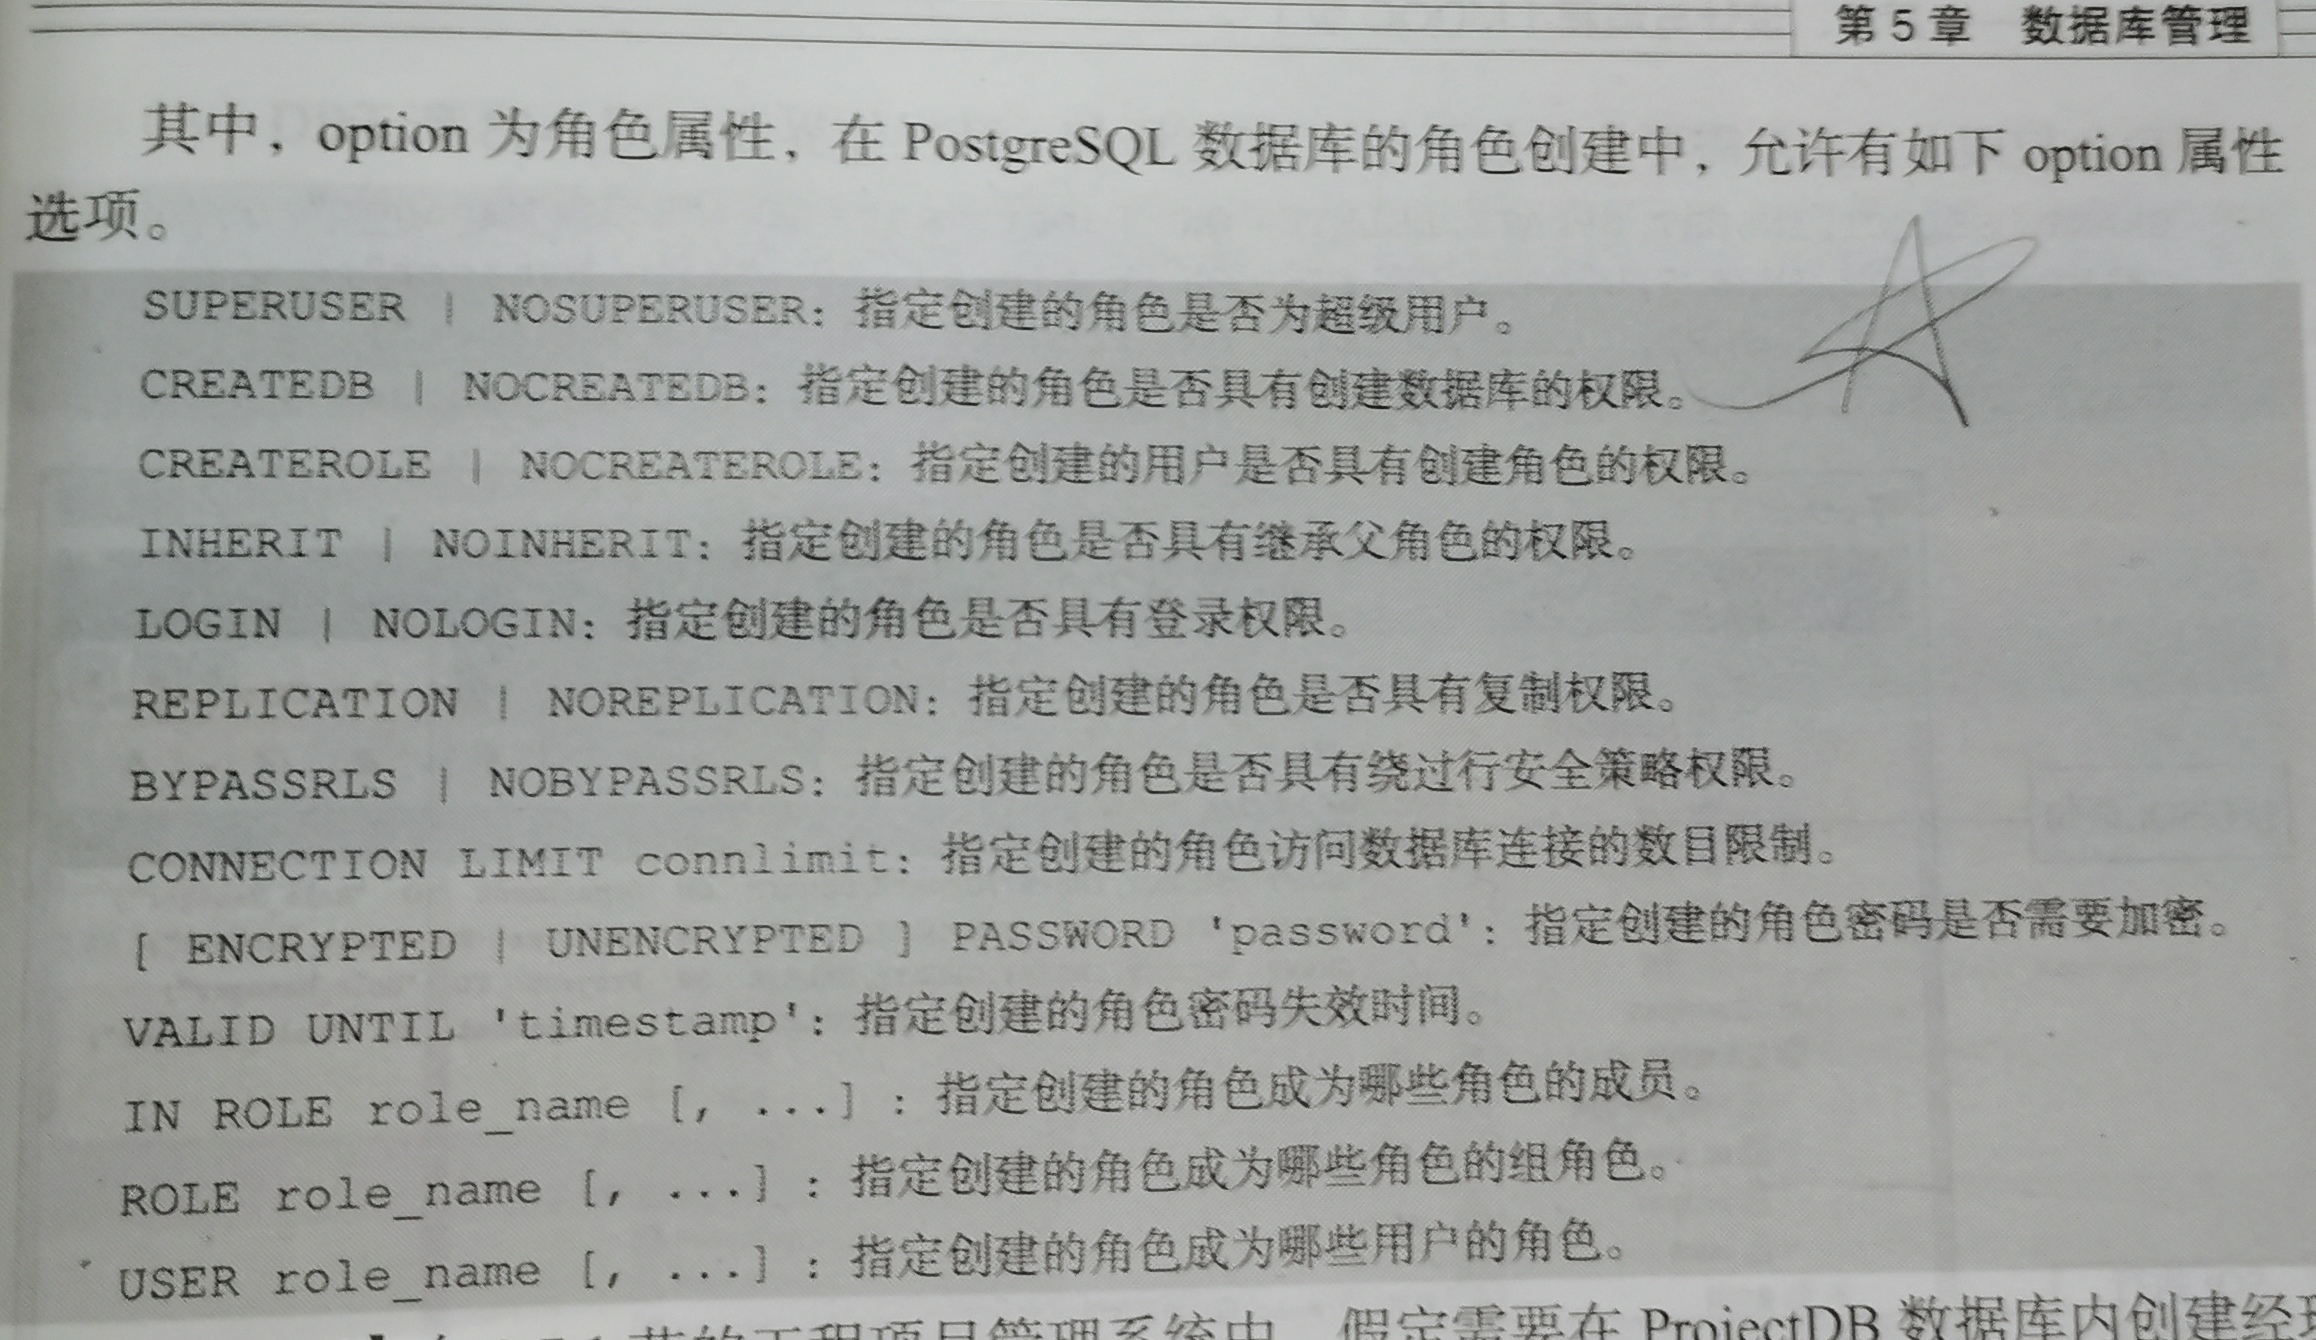 第 5 章 数据库管理
其中，option 为角色属性，在 PostgreSQL 数据库的角色创建中，允许有如下 option 属性
选项。
SUPERUSER | NOSUPERUSER：指定创建的角色是否为超级用户。
CREATEDB | NOCREATEDB：指定创建的角色是否具有创建数据库的权限。
CREATEROLE | NOCREATEROLE：指定创建的用户是否具有创建角色的权限。
INHERIT | NOINHERIT：指定创建的角色是否具有继承父角色的权限。
LOGIN | NOLOGIN：指定创建的角色是否具有登录权限。
REPLICATION | NOREPLICATION：指定创建的角色是否具有复制权限。
BYPASSRLS | NOBYPASSRLS：指定创建的角色是否具有绕过行安全策略权限。
CONNECTION LIMIT connlimit：指定创建的角色访问数据库连接的数目限制。
[ ENCRYPTED | UNENCRYPTED ] PASSWORD 'password'：指定创建的角色密码是否需要加密。
VALID UNTIL 'timestamp'：指定创建的角色密码失效时间。
IN ROLE role_name [, ...] ：指定创建的角色成为哪些角色的成员。
ROLE role_name [, ...] ：指定创建的角色成为哪些角色的组角色。
USER role_name [, ...] ：指定创建的角色成为哪些用户的角色。
节的工程项目管理系统中，假定需要在 ProjectDB 数据库内创建经理